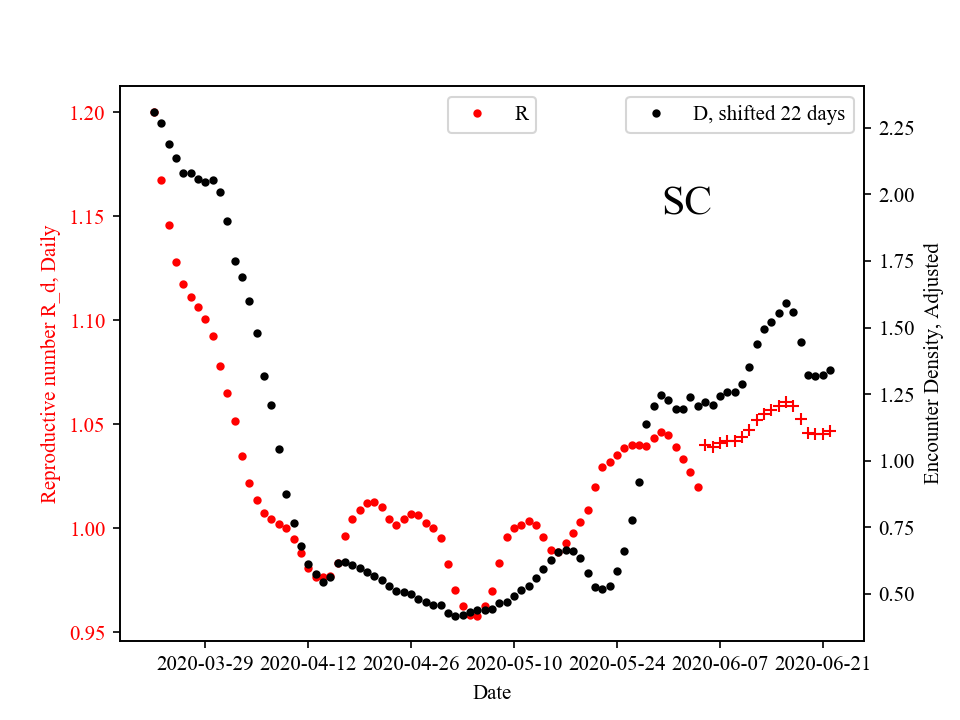 R
D, shifted 22 days
SC
1.20
1.15
1.10
1.05
1.00
0.95
Reproductive number R_d, Daily
2.25
2.00
1.75
1.50
1.25
1.00
0.75
0.50
Encounter Density, Adjusted
2020-03-29 2020-04-12 2020-04-26 2020-05-10 2020-05-24 2020-06-07 2020-06-21
Date